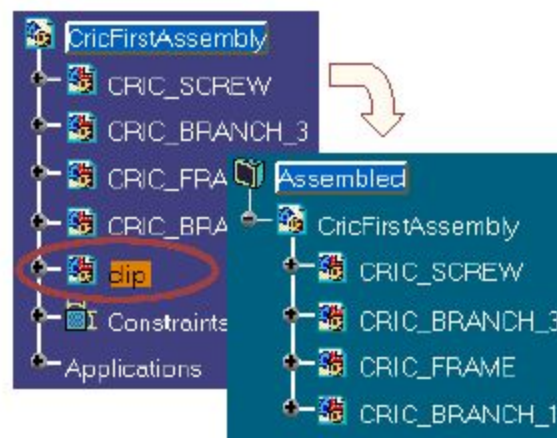 CricFirstAssembly
CRIC_SCREW
CRIC_BRANCH_3
CRIC_FRA
CRIC_BRA
clip
Constraints
Applications
Assembled
CricFirstAssembly
CRIC_SCREW
CRIC_BRANCH_3
CRIC_FRAME
CRIC_BRANCH_1